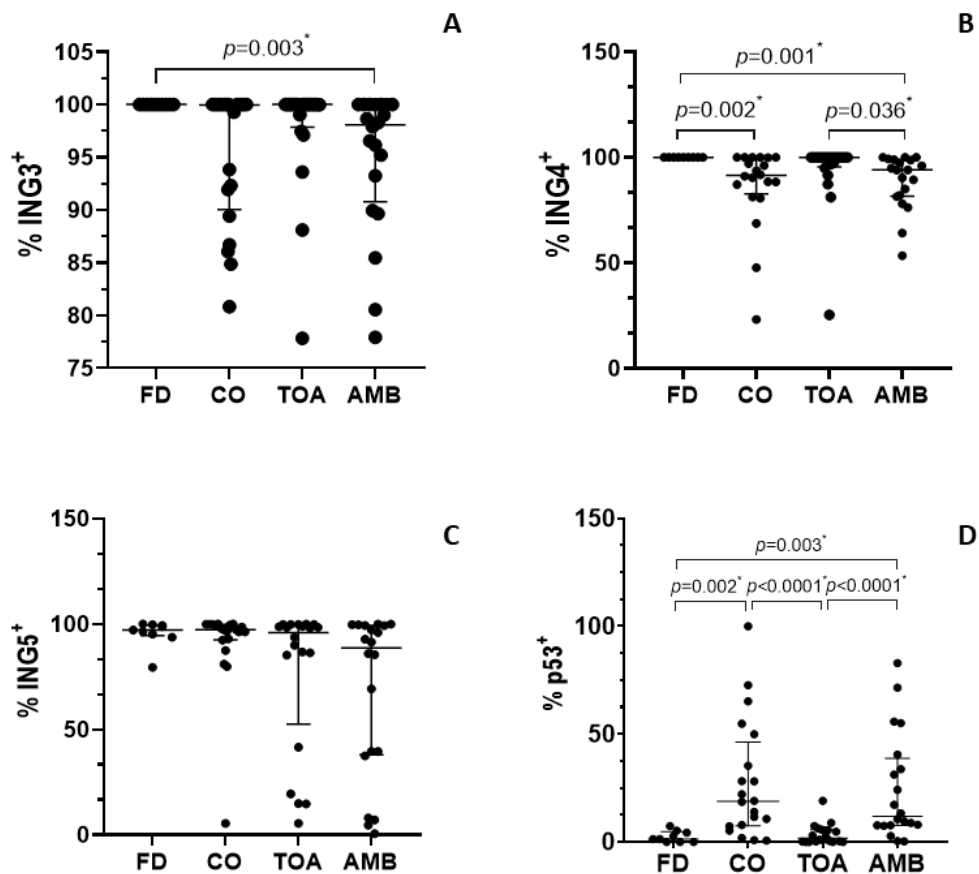 A
105
100
95
90
85
80
75
% ING3+
p=0.003*
FD CO TOA AMB
B
150
100
50
0
% ING4+
p=0.001*
p=0.002* p=0.036*
FD CO TOA AMB
C
150
100
50
0
% ING5+
FD CO TOA AMB
D
150
100
50
0
% p53+
p=0.003*
p=0.002* p<0.0001* p<0.0001*
FD CO TOA AMB